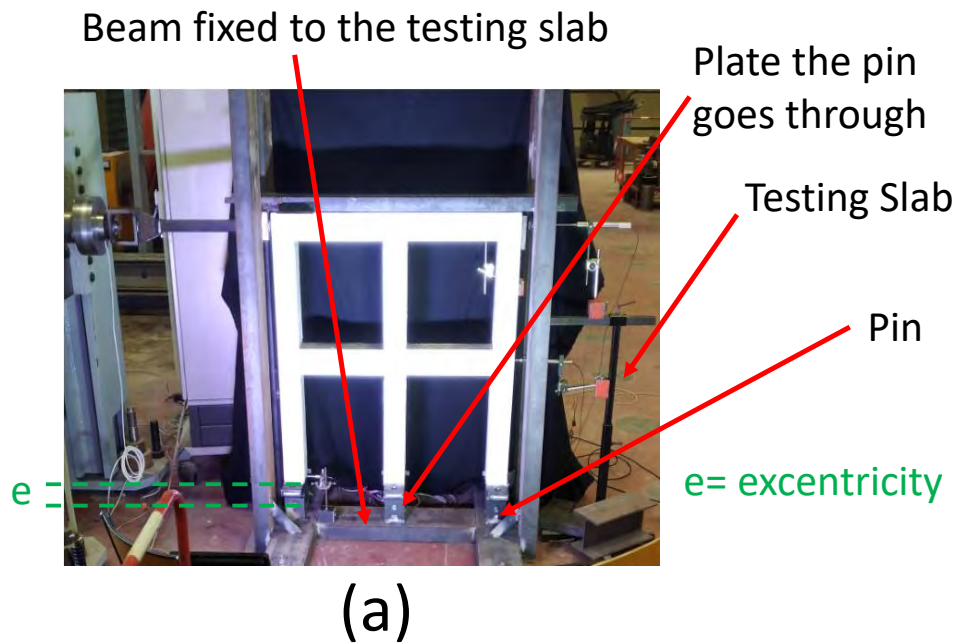 Beam fixed to the testing slab
Plate the pin
goes through
Testing Slab
Pin
e
e= excentricity
(a)